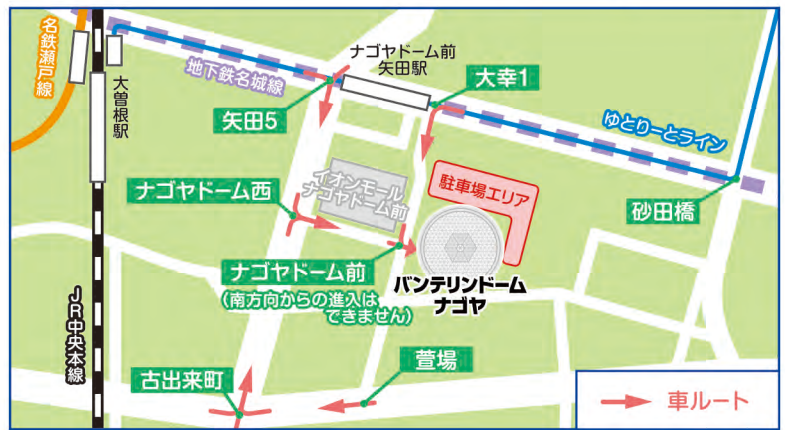 名鉄瀬戸線
大曽根駅
地下鉄名城線
ナゴヤドーム前
矢田駅
大幸1
矢田5
ゆとりーとライン
イオンモール
ナゴヤドーム前
駐車場エリア
ナゴヤドーム西
砂田橋
ナゴヤドーム前
(南方向からの進入は
できません)
バンテリンドーム
ナゴヤ
JR中央本線
古出来町
萱場
車ルート